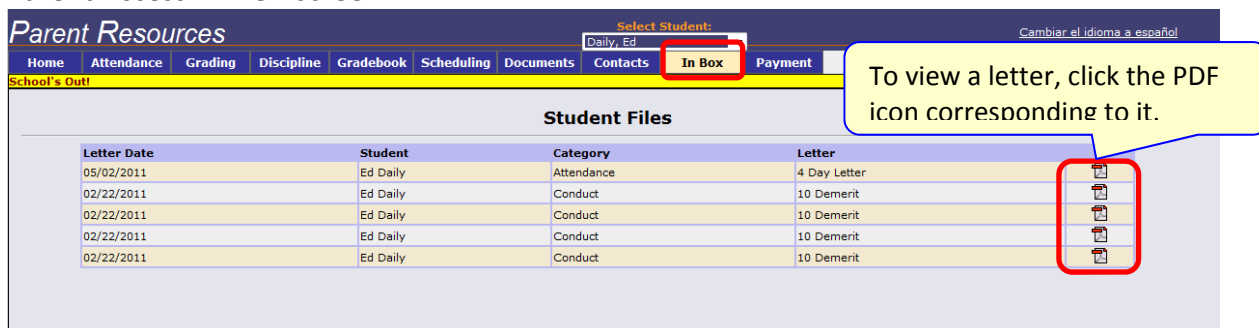 Parent Resources
Select Student:
Daily, Ed
Cambiar el idioma a español
Home Attendance Grading Discipline Gradebook Scheduling Documents Contacts In Box Payment
School's Out!
To view a letter, click the PDF
icon corresponding to it.
Student Files
Letter Date Student Category Letter
05/02/2011 Ed Daily Attendance 4 Day Letter
02/22/2011 Ed Daily Conduct 10 Demerit
02/22/2011 Ed Daily Conduct 10 Demerit
02/22/2011 Ed Daily Conduct 10 Demerit
02/22/2011 Ed Daily Conduct 10 Demerit